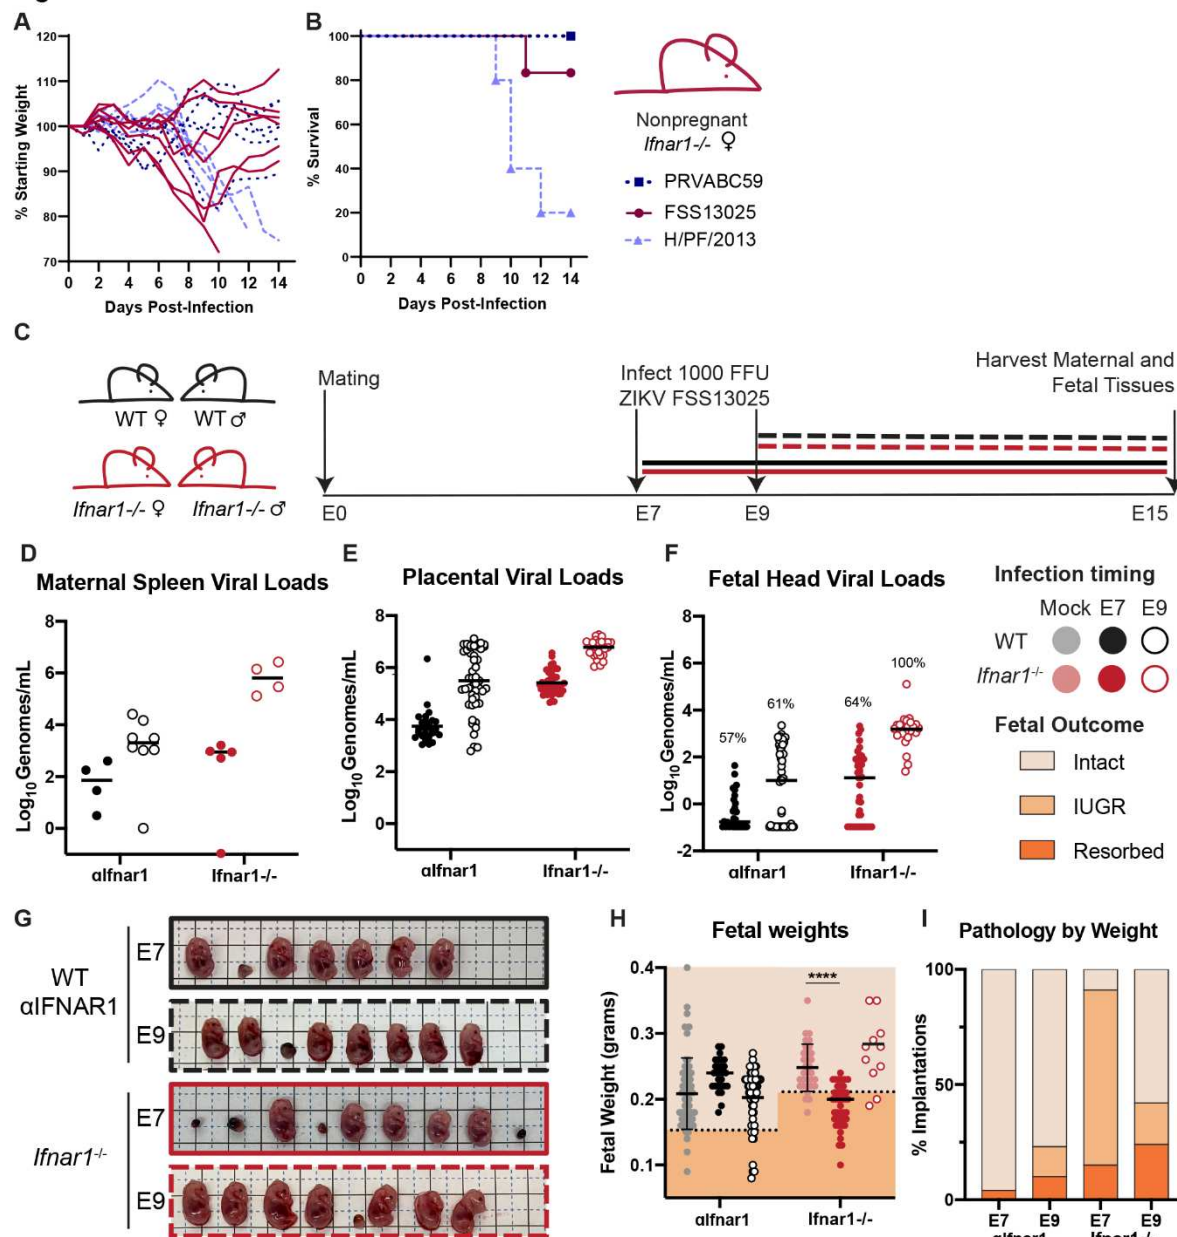 A
B
120
110
100
90
80
70
% Starting Weight
0 2 4 6 8 10 12 14
Days Post-Infection
100
80
60
40
20
0
% Survival
0 2 4 6 8 10 12 14
Days Post-Infection
Nonpregnant
Ifnar1-/- ♀
PRVABC59
FSS13025
H/PF/2013
C
WT ♀ WT ♂
Ifnar1-/- ♀ Ifnar1-/- ♂
Mating
Infect 1000 FFU
ZIKV FSS13025
Harvest Maternal and
Fetal Tissues
E0 E7 E9 E15
D
Maternal Spleen Viral Loads
8
6
4
2
0
Log10Genomes/mL
αIfnar1 Ifnar1-/-
E
Placental Viral Loads
8
6
4
2
0
Log10Genomes/mL
αIfnar1 Ifnar1-/-
F
Fetal Head Viral Loads
8
6
4
2
0
-2
Log10Genomes/mL
57% 61% 64% 100%
αIfnar1 Ifnar1-/-
Infection timing
Mock E7 E9
WT
Ifnar1-/-
Fetal Outcome
Intact
IUGR
Resorbed
G
WT
αIFNAR1
E7
E9
Ifnar1-/-
E7
E9
H
Fetal weights
0.4
0.3
0.2
0.1
Fetal Weight (grams)
****
αIfnar1 Ifnar1-/-
I
Pathology by Weight
100
50
0
% Implantations
E7 E9 E7 E9